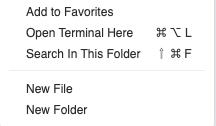 Add to Favorites
Open Terminal Here ⌘⌥L
Search In This Folder ⇧⌘F
New File
New Folder